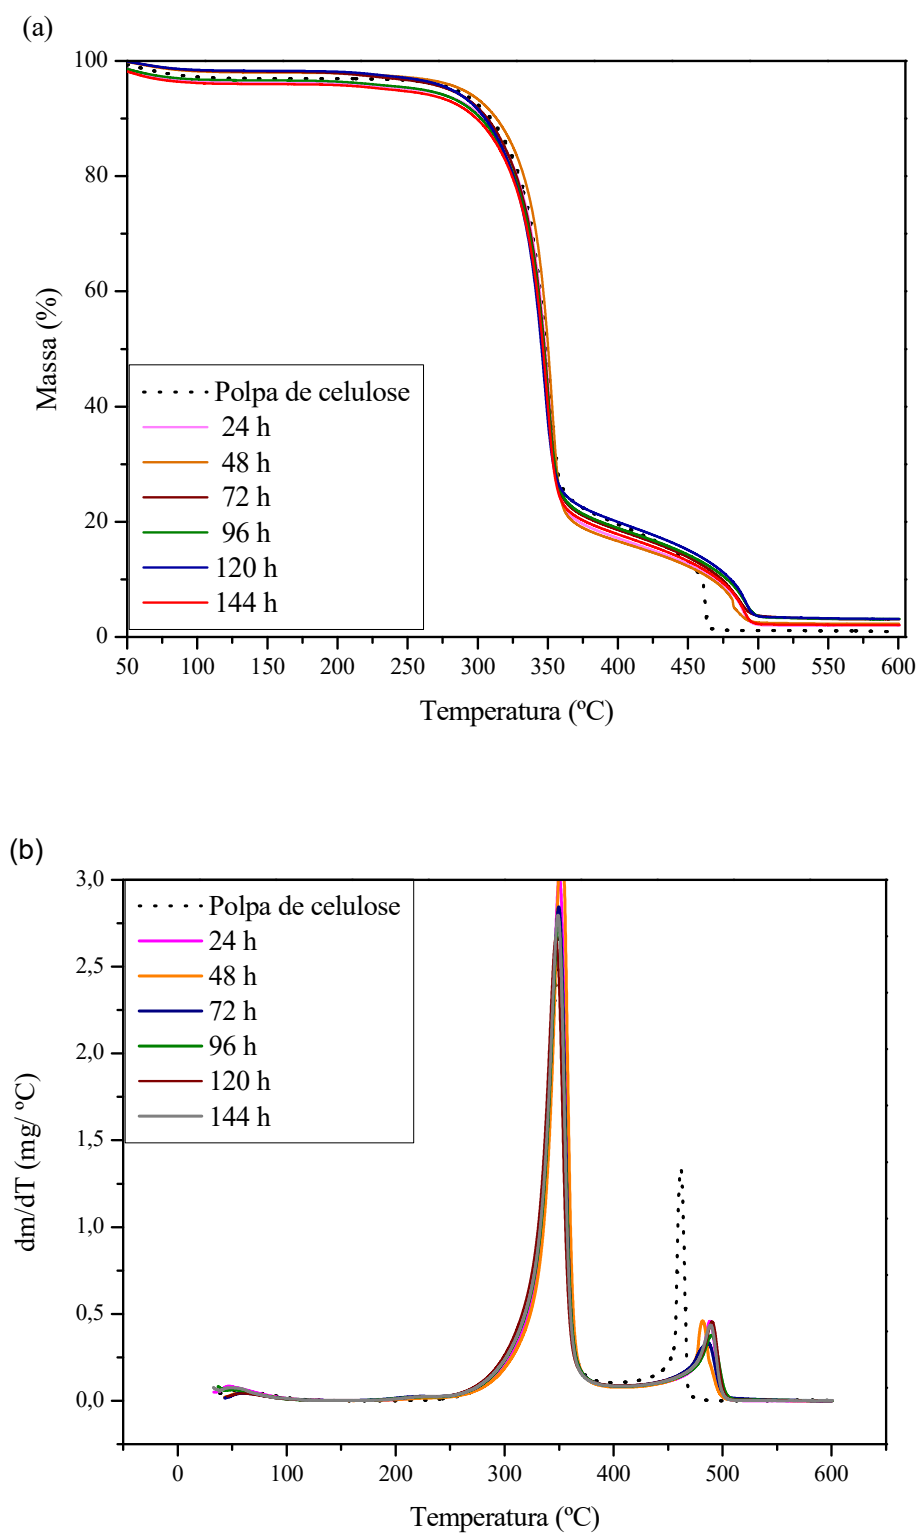 (a)
100
80
60
40
20
0
Massa (%)
Polpa de celulose
24 h
48 h
72 h
96 h
120 h
144 h
50 100 150 200 250 300 350 400 450 500 550 600
Temperatura (ºC)
(b)
3,0
2,5
2,0
1,5
1,0
0,5
0,0
dm/dT (mg/ ºC)
Polpa de celulose
24 h
48 h
72 h
96 h
120 h
144 h
0 100 200 300 400 500 600
Temperatura (ºC)